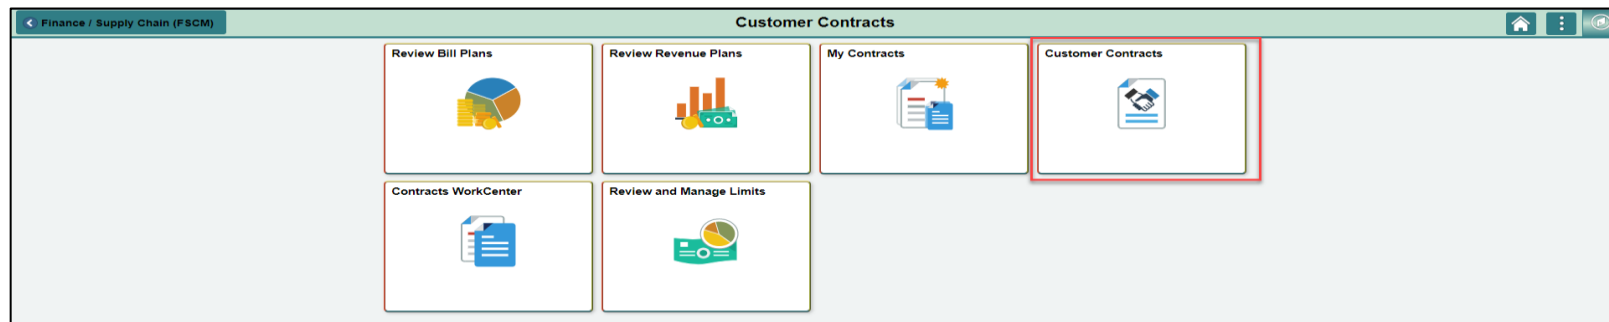 Finance / Supply Chain (FSCM)
Customer Contracts
Review Bill Plans
Review Revenue Plans
My Contracts
Customer Contracts
Contracts WorkCenter
Review and Manage Limits